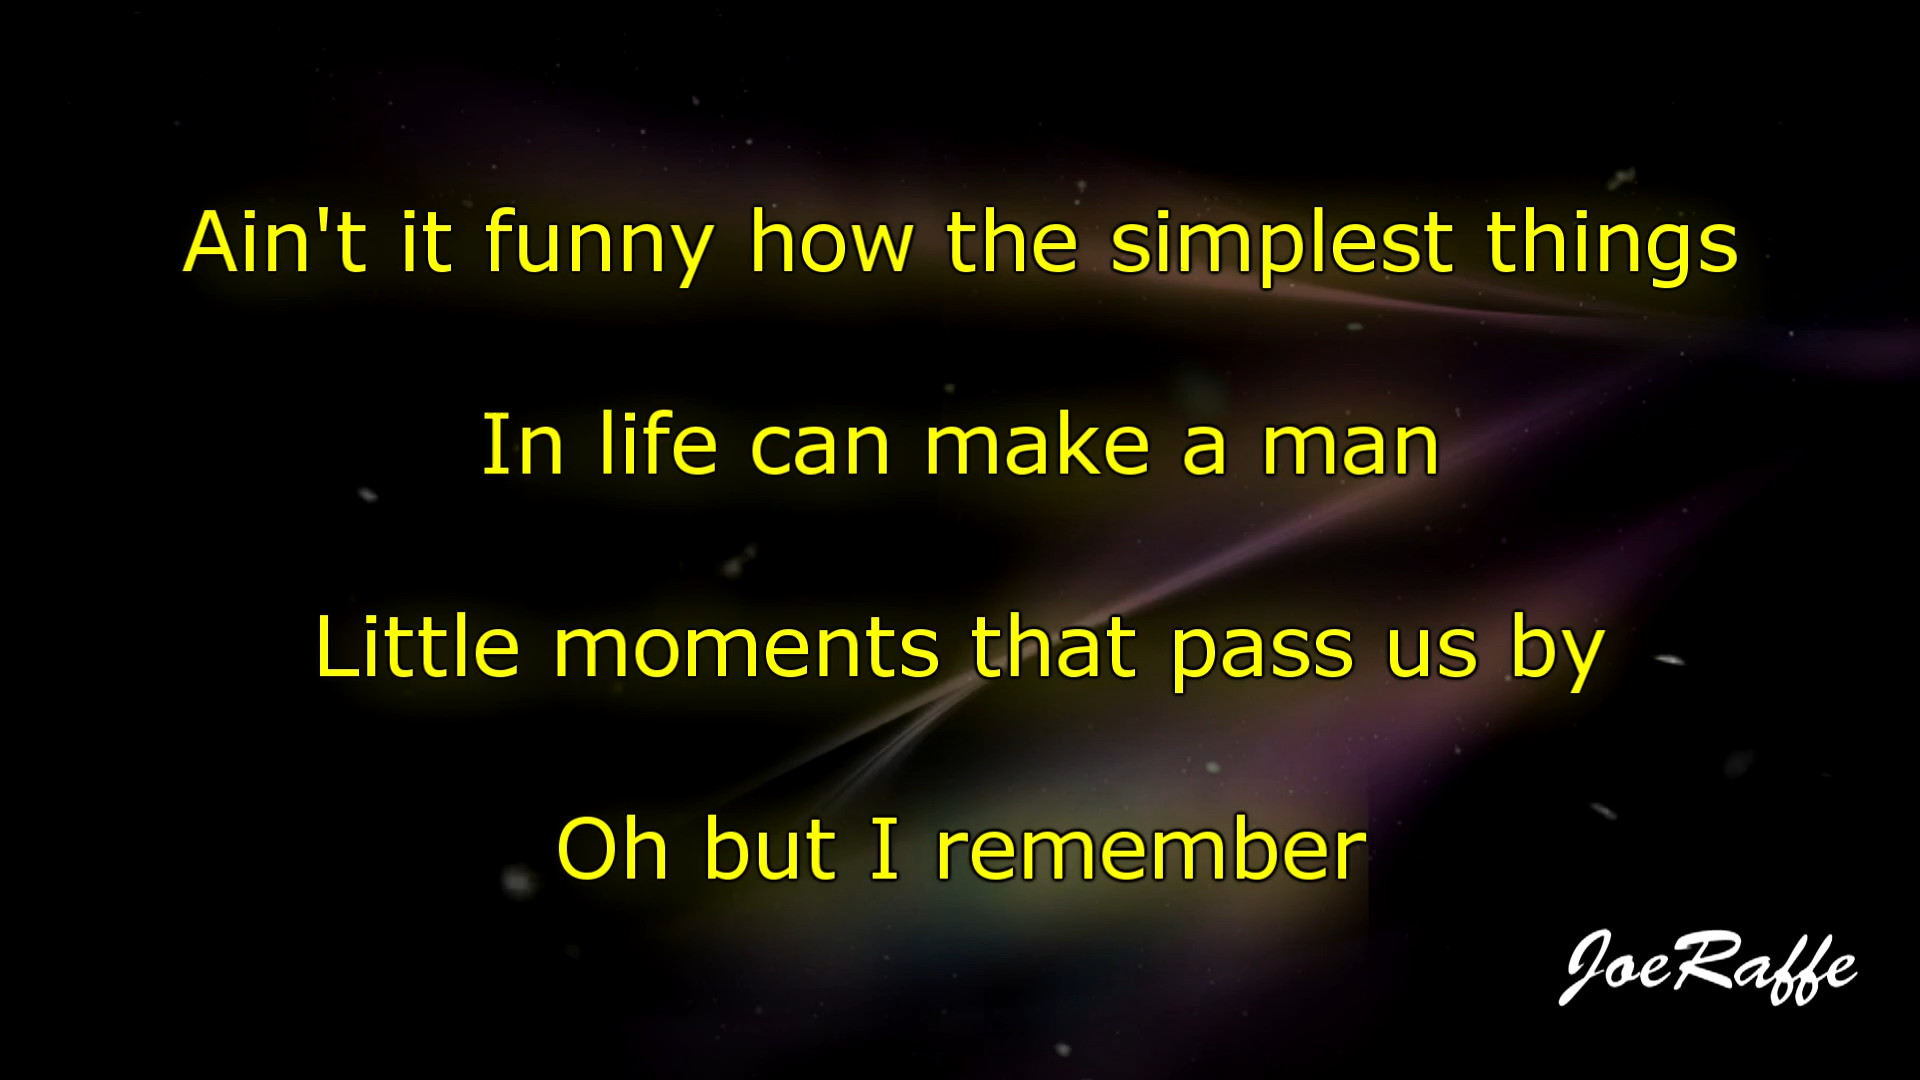 Ain't it funny how the simplest things
In life can make a man
Little moments that pass us by
Oh but I remember
JoeRaffe